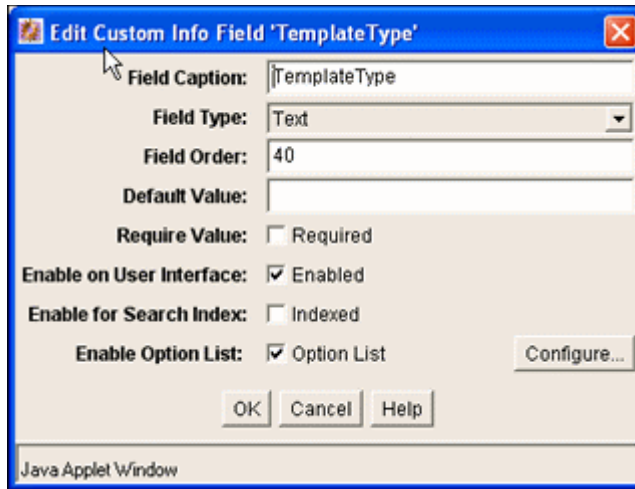 Edit Custom Info Field 'TemplateType'
Field Caption: TemplateType
Field Type: Text
Field Order: 40
Default Value:
Require Value: Required
Enable on User Interface: Enabled
Enable for Search Index: Indexed
Enable Option List: Option List Configure...
OK Cancel Help
Java Applet Window